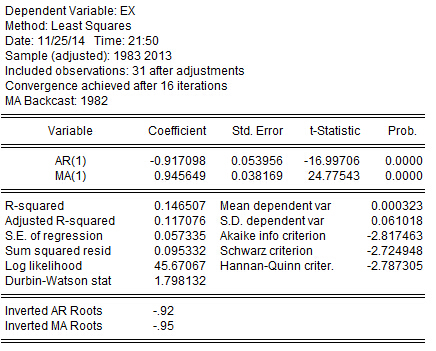 Dependent Variable: EX
Method: Least Squares
Date: 11/25/14 Time: 21:50
Sample (adjusted): 1983 2013
Included observations: 31 after adjustments
Convergence achieved after 16 iterations
MA Backcast: 1982
Variable Coefficient Std. Error t-Statistic Prob.
AR(1) -0.917098 0.053956 -16.99706 0.0000
MA(1) 0.945649 0.038169 24.77543 0.0000
R-squared 0.146507 Mean dependent var 0.000323
Adjusted R-squared 0.117076 S.D. dependent var 0.061018
S.E. of regression 0.057335 Akaike info criterion -2.817463
Sum squared resid 0.095332 Schwarz criterion -2.724948
Log likelihood 45.67067 Hannan-Quinn criter. -2.787305
Durbin-Watson stat 1.798132
Inverted AR Roots -.92
Inverted MA Roots -.95